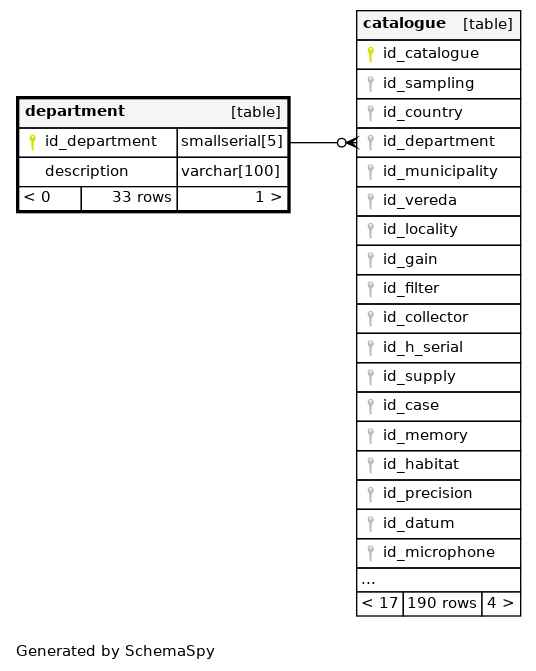 department [table]
id_department smallserial[5]
description varchar[100]
< 0 33 rows 1 >
catalogue [table]
id_catalogue
id_sampling
id_country
id_department
id_municipality
id_vereda
id_locality
id_gain
id_filter
id_collector
id_h_serial
id_supply
id_case
id_memory
id_habitat
id_precision
id_datum
id_microphone
...
< 17 190 rows 4 >
Generated by SchemaSpy